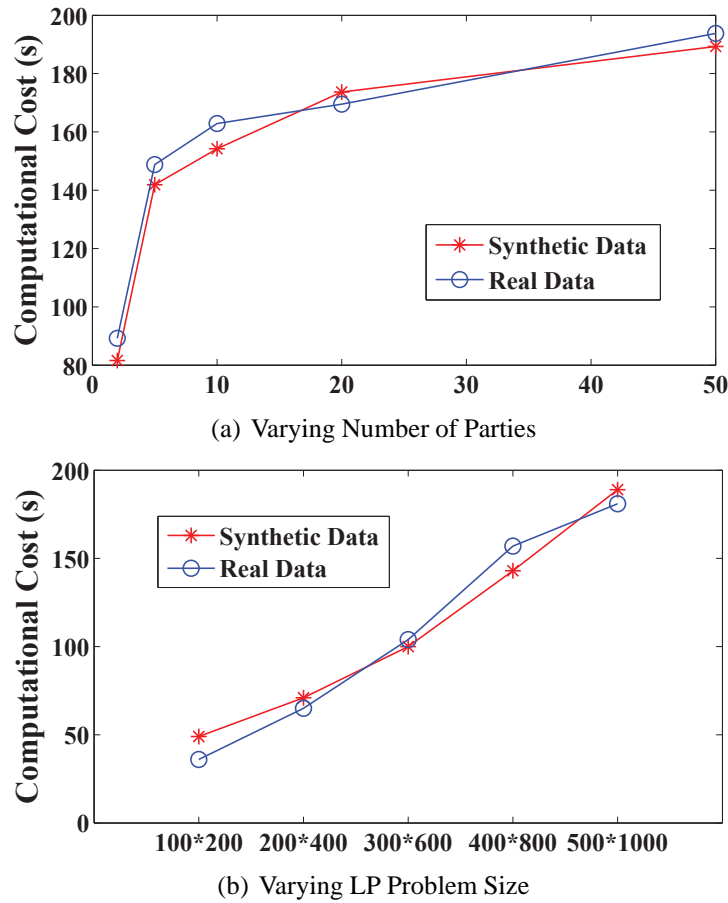 200
180
160
140
120
100
80
Computational Cost (s)
Synthetic Data
Real Data
0 10 20 30 40 50
(a) Varying Number of Parties
200
150
100
50
0
Computational Cost (s)
Synthetic Data
Real Data
100*200 200*400 300*600 400*800 500*1000
(b) Varying LP Problem Size